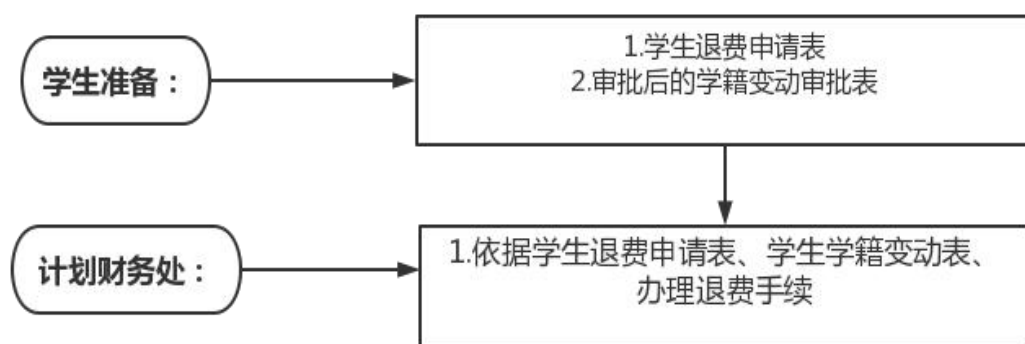 学生准备：
1.学生退费申请表
2.审批后的学籍变动审批表
计划财务处：
1.依据学生退费申请表、学生学籍变动表、
办理退费手续